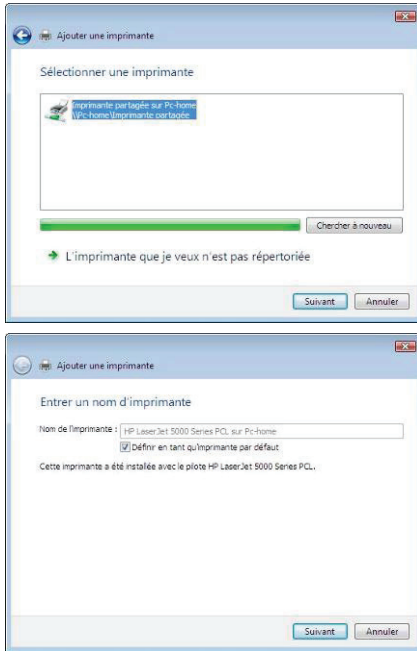 Ajouter une imprimante
Sélectionner une imprimante
Imprimante partagée sur Pc-home
\\Pc-home\Imprimante partagée
Chercher à nouveau
L'imprimante que je veux n'est pas répertoriée
Suivant Annuler
Ajouter une imprimante
Entrer un nom d'imprimante
Nom de l'imprimante : HP LaserJet 5000 Series PCL sur Pc-home
Définir en tant qu'imprimante par défaut
Cette imprimante a été installée avec le pilote HP LaserJet 5000 Series PCL.
Suivant Annuler